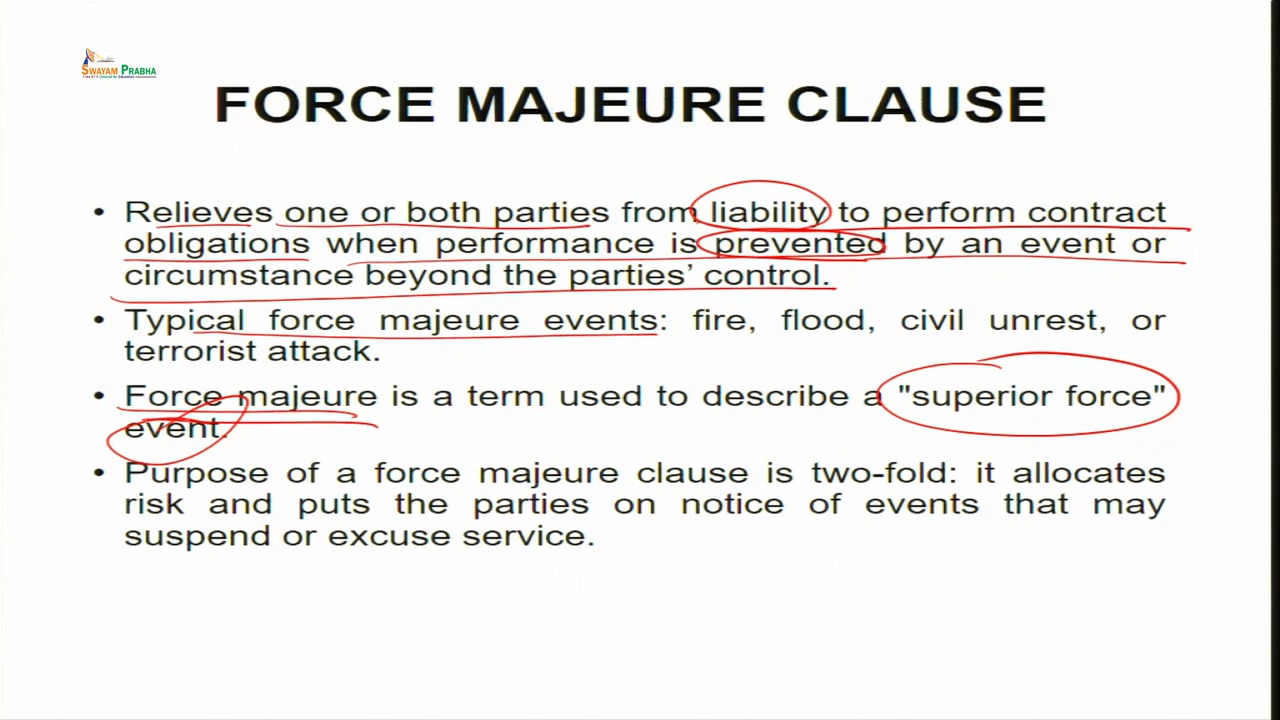 SWAYAM PRABHA
FORCE MAJEURE CLAUSE
• Relieves one or both parties from liability to perform contract
obligations when performance is prevented by an event or
circumstance beyond the parties' control.
• Typical force majeure events: fire, flood, civil unrest, or
terrorist attack.
• Force majeure is a term used to describe a "superior force"
event.
• Purpose of a force majeure clause is two-fold: it allocates
risk and puts the parties on notice of events that may
suspend or excuse service.